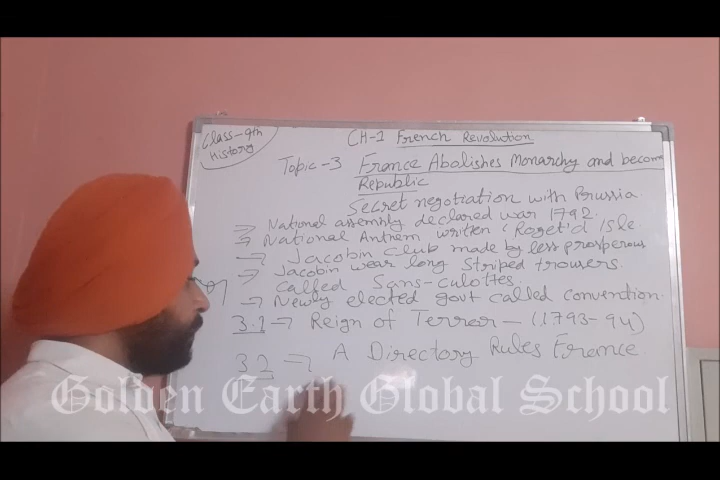 Class-9th
History
CH-1 French Revolution
Topic-3 France Abolishes Monarchy and become
Republic
Secret negotiation with Prussia
National assembly declared war 1792.
National Anthem written 'Roget'd Isle
Jacobin club made by less prosperous
Jacobin wear long striped trousers.
called Sans-culottes.
Newly elected govt called convention.
3.1 → Reign of Terror - (1793-94)
3.2 → A Directory Rules France
Golden Earth Global School